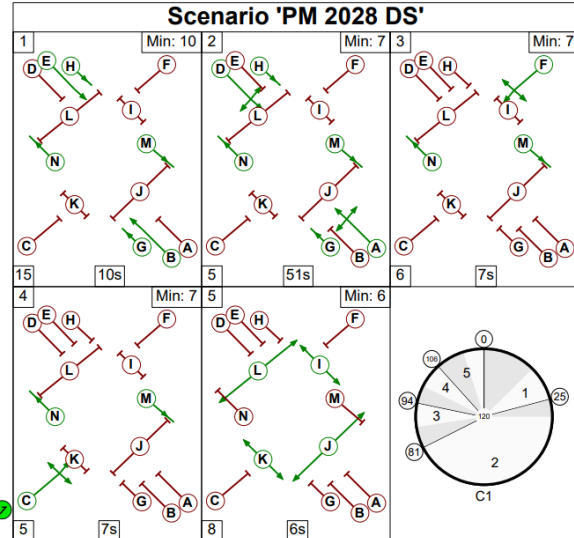 Scenario 'PM 2028 DS'
1 Min: 10
D E H F
L I
N M
K J
C G B A
15 10s
2 Min: 7
D E H F
L I
N M
K J
C G B A
5 51s
3 Min: 7
D E H F
L I
N M
K J
C G B A
6 7s
4 Min: 7
D E H F
L I
N M
K J
C G B A
5 7s
5 Min: 6
D E H F
L I
N M
K J
C G B A
8 6s
0
106 5
4 1 25
94 3 120
81 2
C1